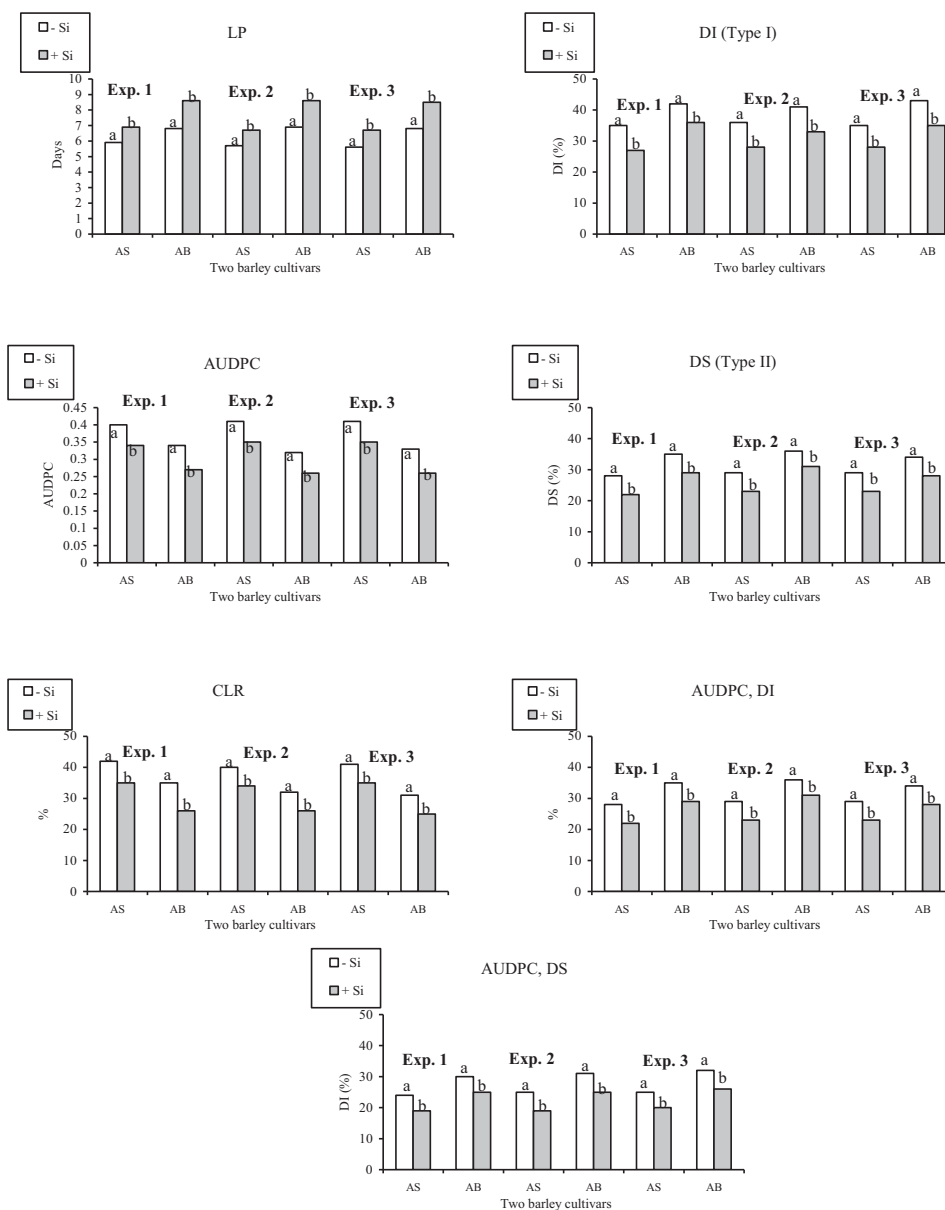 - Si
+ Si
LP
Days
10
9
8
7
6
5
4
3
2
1
0
Exp. 1 Exp. 2 Exp. 3
a b a b a b a b a b a b
AS AB AS AB AS AB
Two barley cultivars
- Si
+ Si
DI (Type I)
DI (%)
50
40
30
20
10
0
Exp. 1 Exp. 2 Exp. 3
a b a b a b a b a b a b
AS AB AS AB AS AB
Two barley cultivars
- Si
+ Si
AUDPC
AUDPC
0.45
0.4
0.35
0.3
0.25
0.2
0.15
0.1
0.05
0
Exp. 1 Exp. 2 Exp. 3
a b a b a b a b a b a b
AS AB AS AB AS AB
Two barley cultivars
- Si
+ Si
DS (Type II)
DS (%)
50
40
30
20
10
0
Exp. 1 Exp. 2 Exp. 3
a b a b a b a b a b a b
AS AB AS AB AS AB
Two barley cultivars
- Si
+ Si
CLR
%
50
40
30
20
10
0
Exp. 1 Exp. 2 Exp. 3
a b a b a b a b a b a b
AS AB AS AB AS AB
Two barley cultivars
- Si
+ Si
AUDPC, DI
%
50
40
30
20
10
0
Exp. 1 Exp. 2 Exp. 3
a b a b a b a b a b a b
AS AB AS AB AS AB
Two barley cultivars
- Si
+ Si
AUDPC, DS
DI (%)
50
40
30
20
10
0
Exp. 1 Exp. 2 Exp. 3
a b a b a b a b a b a b
AS AB AS AB AS AB
Two barley cultivars